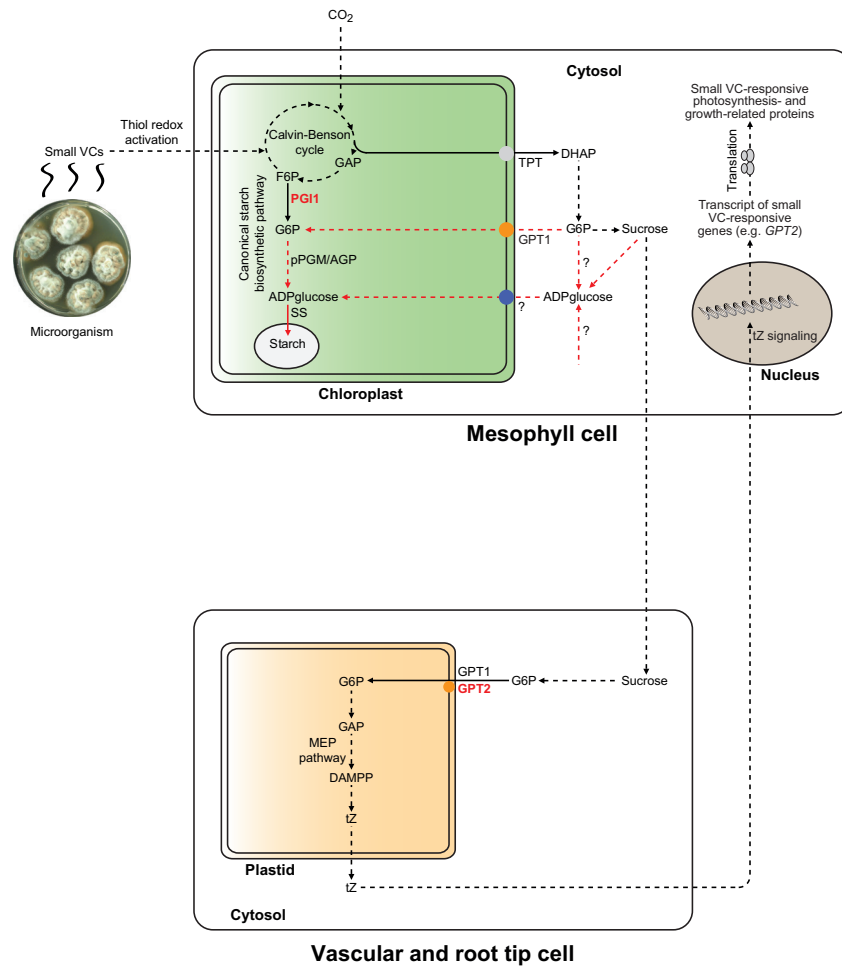 CO2
Cytosol
Small VC-responsive
photosynthesis- and
growth-related proteins
Thiol redox
activation
Small VCs
Calvin-Benson
cycle
GAP
TPT
DHAP
Translation
F6P
PGI1
Canonical starch
biosynthetic pathway
Transcript of small
VC-responsive
genes (e.g. GPT2)
G6P
GPT1
G6P
Sucrose
pPGM/AGP
?
ADPglucose
?
ADPglucose
SS
Starch
?
tZ signaling
Microorganism
Nucleus
Chloroplast
Mesophyll cell
GPT1
G6P
GPT2
G6P
Sucrose
GAP
MEP
pathway
DAMPP
tZ
Plastid
tZ
Cytosol
Vascular and root tip cell